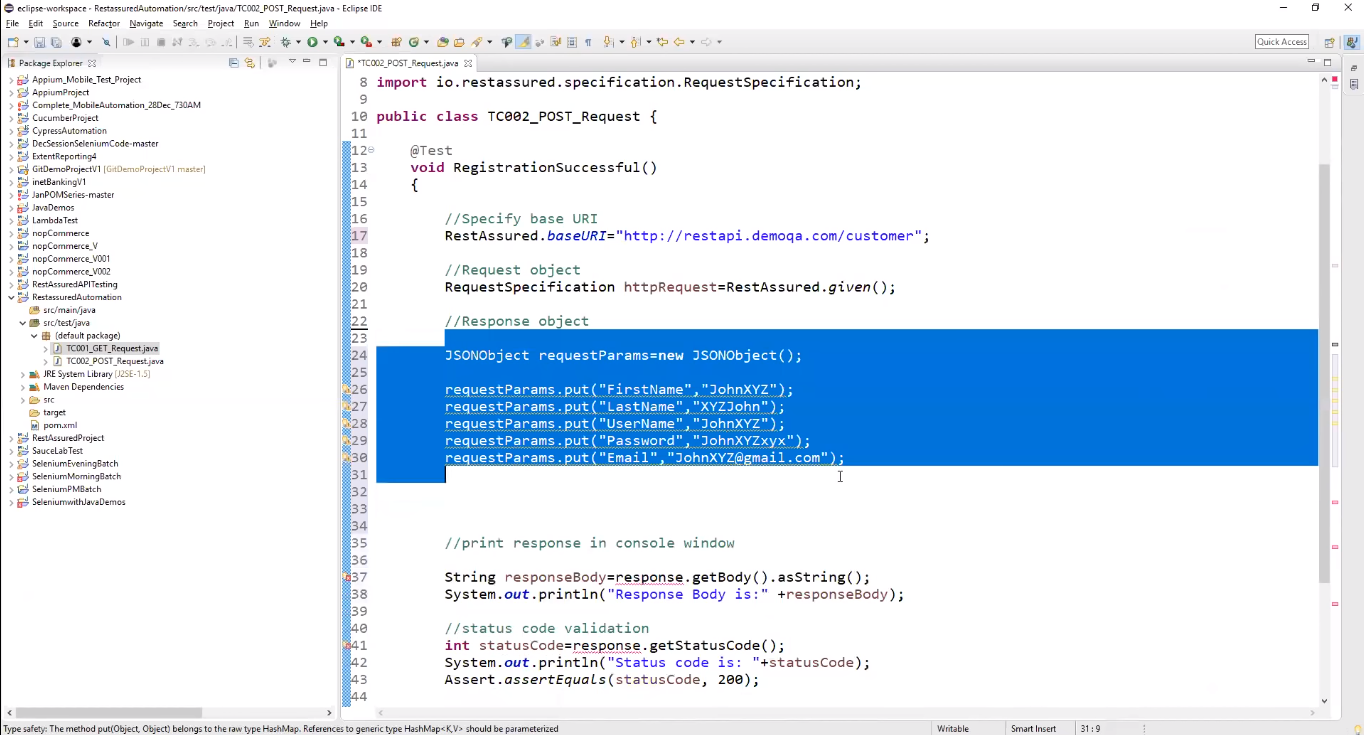 eclipse-workspace - RestassuredAutomation/src/test/java/TC002_POST_Request.java - Eclipse IDE
File Edit Source Refactor Navigate Search Project Run Window Help
Quick Access
Package Explorer
Appium_Mobile_Test_Project
AppiumProject
Complete_MobileAutomation_28Dec_730AM
CucumberProject
CypressAutomation
DecSessionSeleniumCode-master
ExtentReporting4
GitDemoProjectV1 [GitDemoProjectV1 master]
inetBankingV1
JanPOMSeries-master
JavaDemos
LambdaTest
nopCommerce
nopCommerce_V
nopCommerce_V001
nopCommerce_V002
RestAssuredAPITesting
RestassuredAutomation
src/main/java
src/test/java
(default package)
TC001_GET_Request.java
TC002_POST_Request.java
JRE System Library [J2SE-1.5]
Maven Dependencies
src
target
pom.xml
RestAssuredProject
SauceLabTest
SeleniumEveningBatch
SeleniumMorningBatch
SeleniumPMBatch
SeleniumwithJavaDemos
*TC002_POST_Request.java
8 import io.restassured.specification.RequestSpecification;
9
10 public class TC002_POST_Request {
11
12 @Test
13 void RegistrationSuccessful()
14 {
15
16 //Specify base URI
17 RestAssured.baseURI="http://restapi.demoqa.com/customer";
18
19 //Request object
20 RequestSpecification httpRequest=RestAssured.given();
21
22 //Response object
23
24 JSONObject requestParams=new JSONObject();
25
26 requestParams.put("FirstName","JohnXYZ");
27 requestParams.put("LastName","XYZJohn");
28 requestParams.put("UserName","JohnXYZ");
29 requestParams.put("Password","JohnXYZxyx");
30 requestParams.put("Email","JohnXYZ@gmail.com");
31
32
33
34
35 //print response in console window
36
37 String responseBody=response.getBody().asString();
38 System.out.println("Response Body is:" +responseBody);
39
40 //status code validation
41 int statusCode=response.getStatusCode();
42 System.out.println("Status code is: "+statusCode);
43 Assert.assertEquals(statusCode, 200);
44
Type safety: The method put(Object, Object) belongs to the raw type HashMap. References to generic type HashMap<K,V> should be parameterized
Writable
Smart Insert
31 : 9